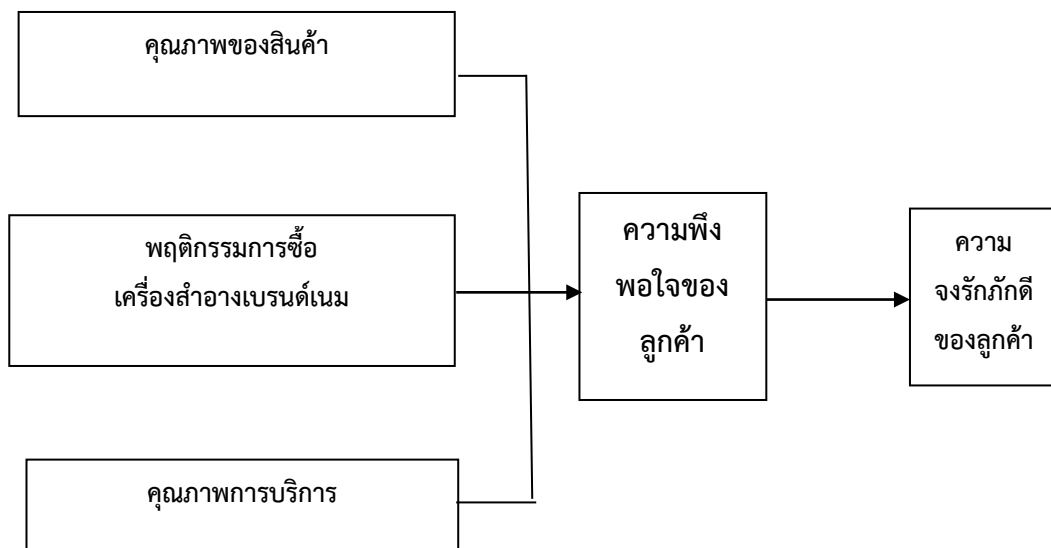 คุณภาพของสินค้า
พฤติกรรมการซื้อ
เครื่องสำอางเบรนด์เนม
คุณภาพการบริการ
ความพึง
พอใจของ
ลูกค้า
ความ
จงรักภักดี
ของลูกค้า